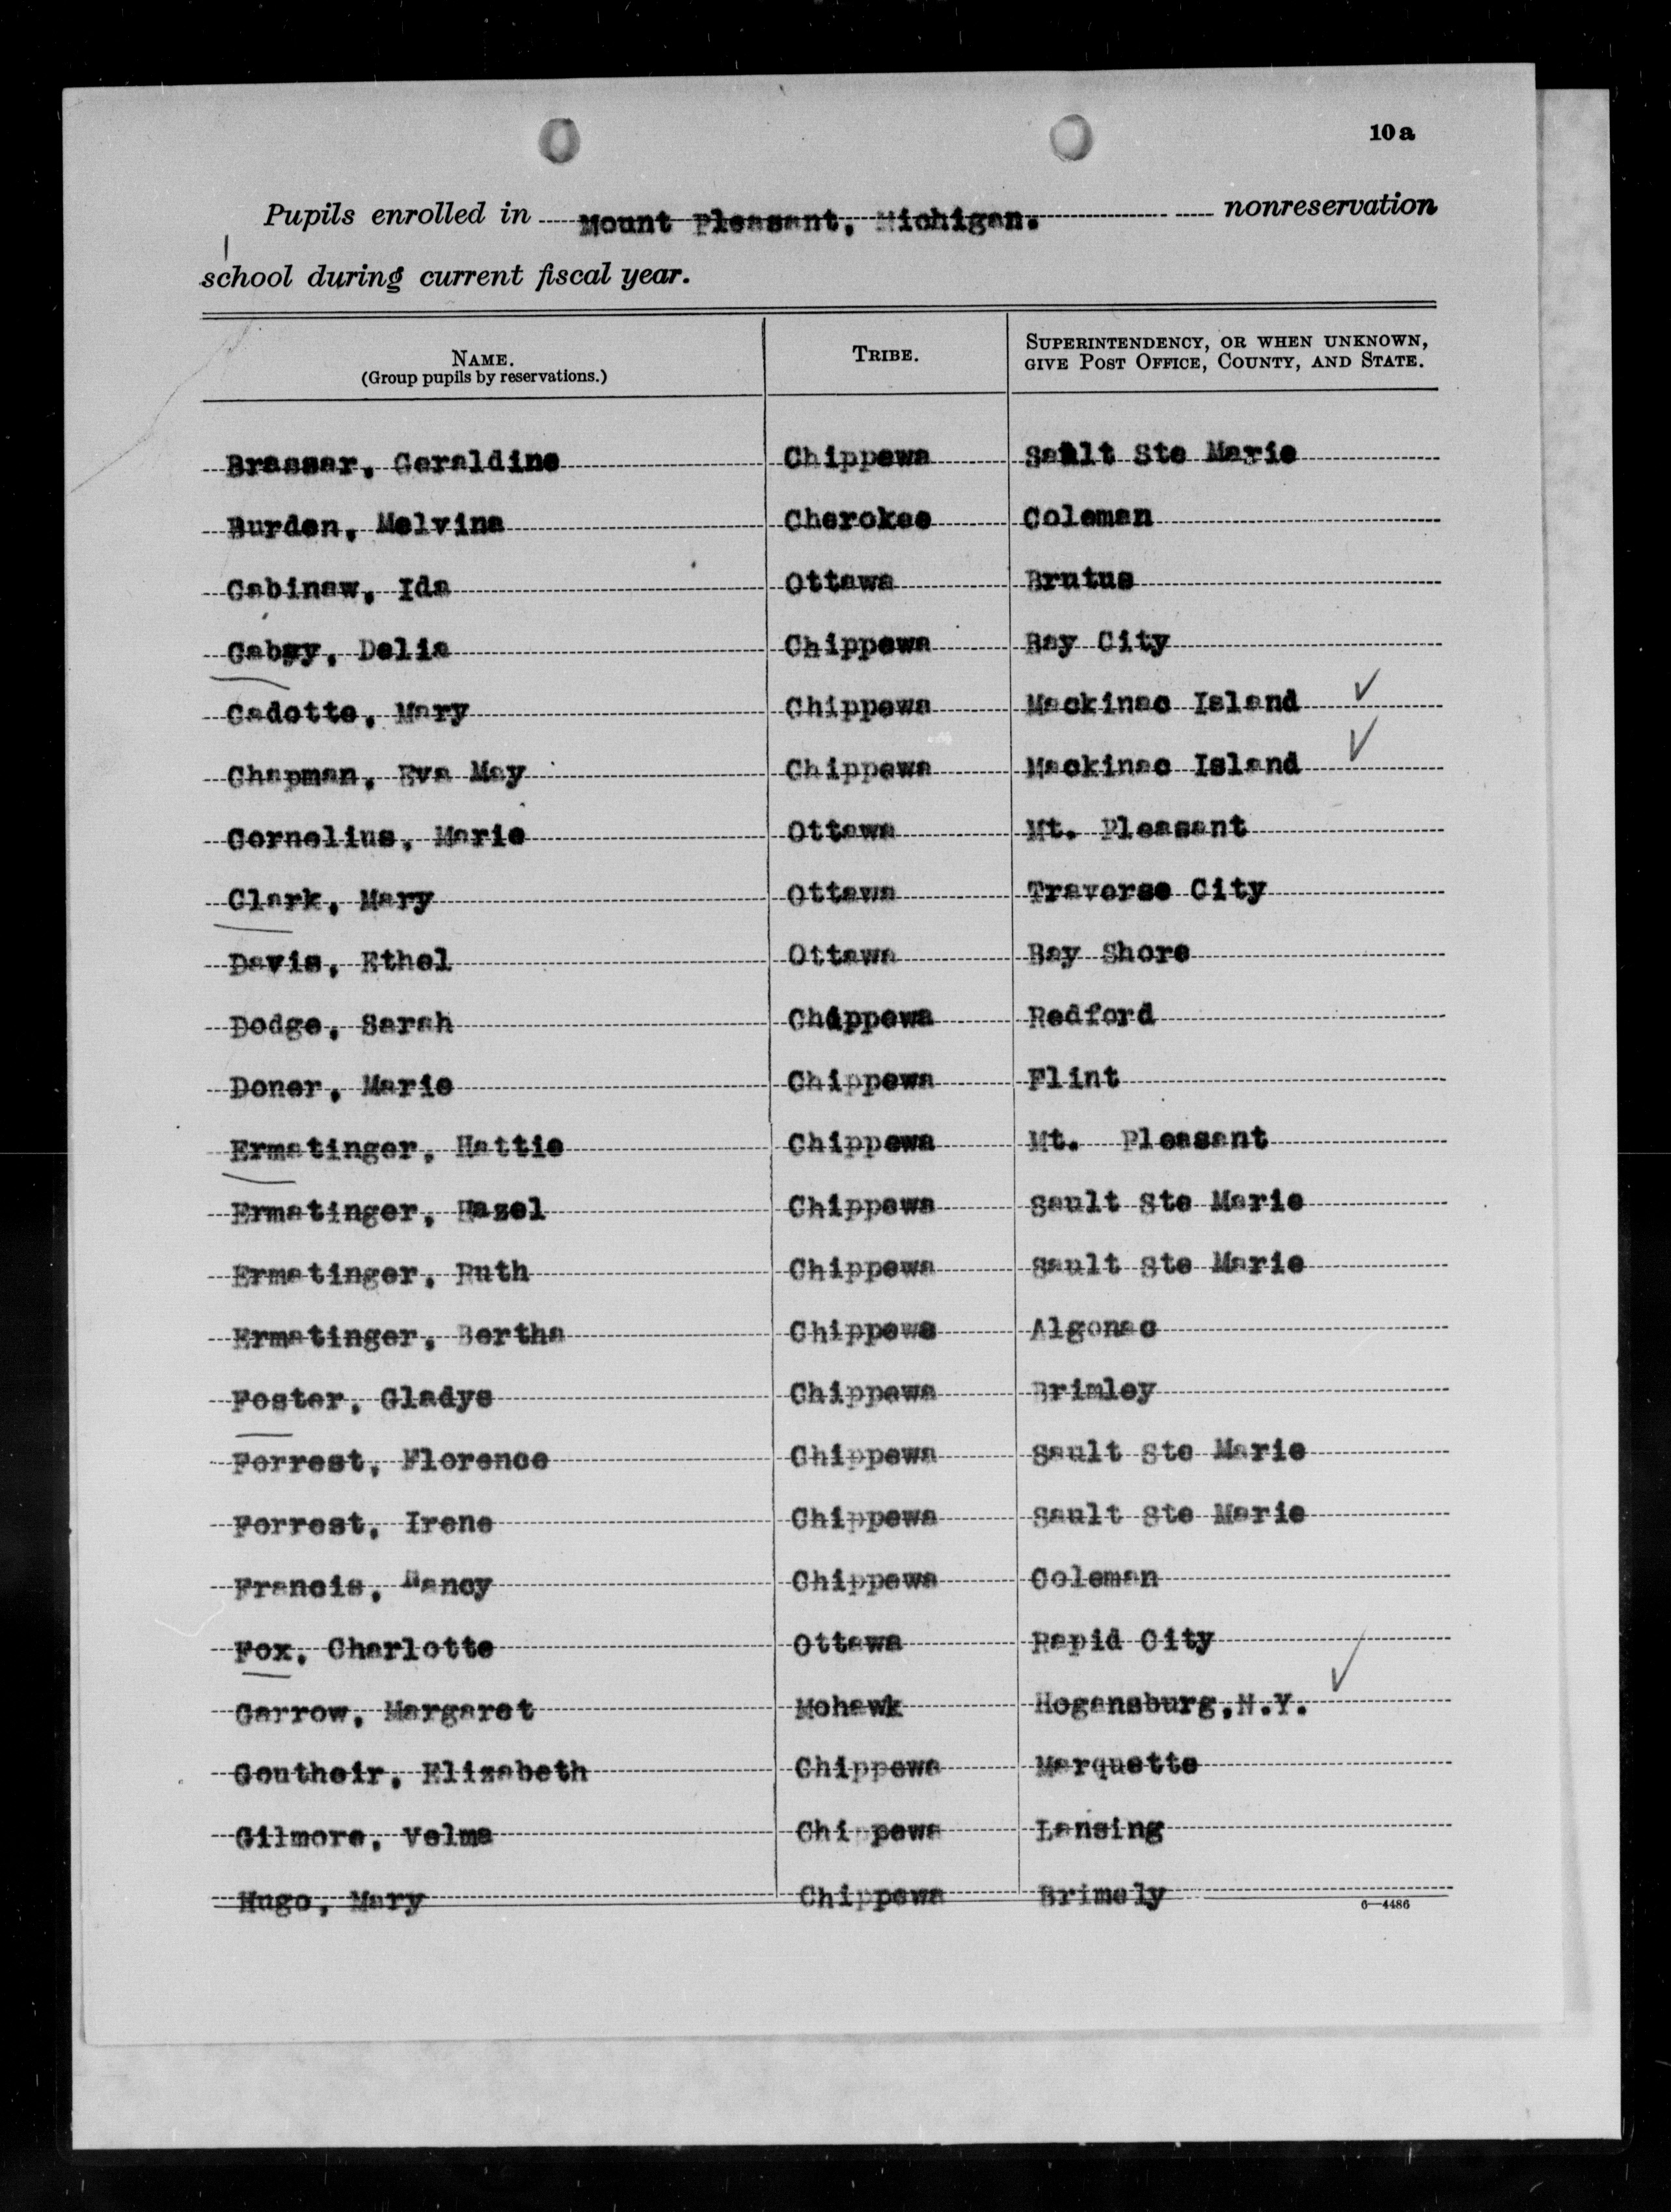 10a
Pupils enrolled in Mount Pleasant, Michigan. nonreservation
school during current fiscal year.
NAME.
(Group pupils by reservations.)
TRIBE.
SUPERINTENDENCY, OR WHEN UNKNOWN,
GIVE POST OFFICE, COUNTY, AND STATE.
Brassar, Geraldine Chippewa Sault Ste Marie
Burden, Melvina Cherokee Coleman
Cabinaw, Ida Ottawa Brutus
Delia Chippewa Bay City
Cadotte, Mary Chippewa Mackinac Island ✓
Chapman, Eva May Chippewa Mackinac Island ✓
Cornelius, Marie Ottawa Mt. Pleasant
Clark, Mary Ottawa Traverse City
Davis, Ethel Ottawa Bay Shore
Dodge, Sarah Chippewa Redford
Doner, Marie Chippewa Flint
Ermatinger, Hattie Chippewa Mt. Pleasant
Ermatinger, Hazel Chippewa Sault Ste Marie
Ermatinger, Ruth Chippewa Sault Ste Marie
Ermatinger, Bertha Chippewa Algonac
Foster, Gladys Chippewa Brimley
Forrest, Florence Chippewa Sault Ste Marie
Forrest, Irene Chippewa Sault Ste Marie
Francis, Nancy Chippewa Coleman
Fox, Charlotte Ottawa Rapid City
Garrow, Margaret Mohawk Hogansburg, N.Y. ✓
Goutheir, Elizabeth Chippewa Marquette
Gilmore, Velma Chippewa Lansing
Hugo, Mary Chippewa Brimely
6—4486